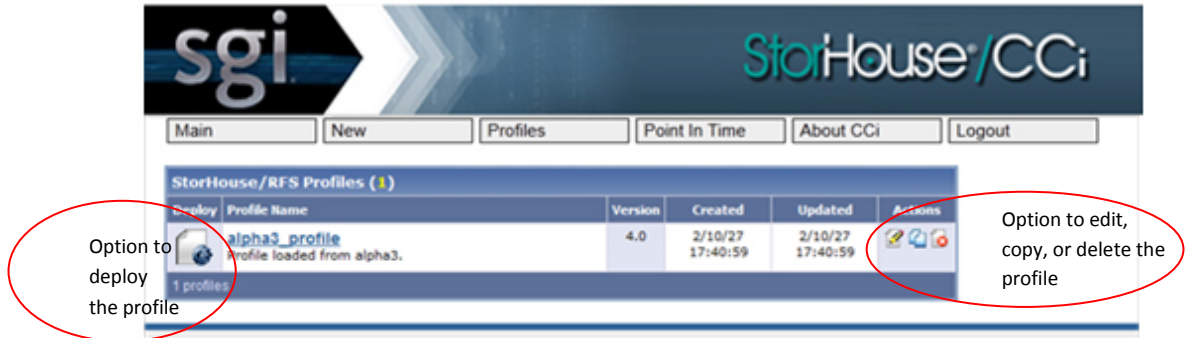 sgi
StorHouse®/CCi
Main New Profiles Point In Time About CCi Logout
StorHouse/RFS Profiles (1)
Deploy Profile Name Version Created Updated Actions
alpha3_profile 4.0 2/10/27 2/10/27
Profile loaded from alpha3. 17:40:59 17:40:59
1 profiles
Option to
deploy
the profile
Option to edit,
copy, or delete the
profile